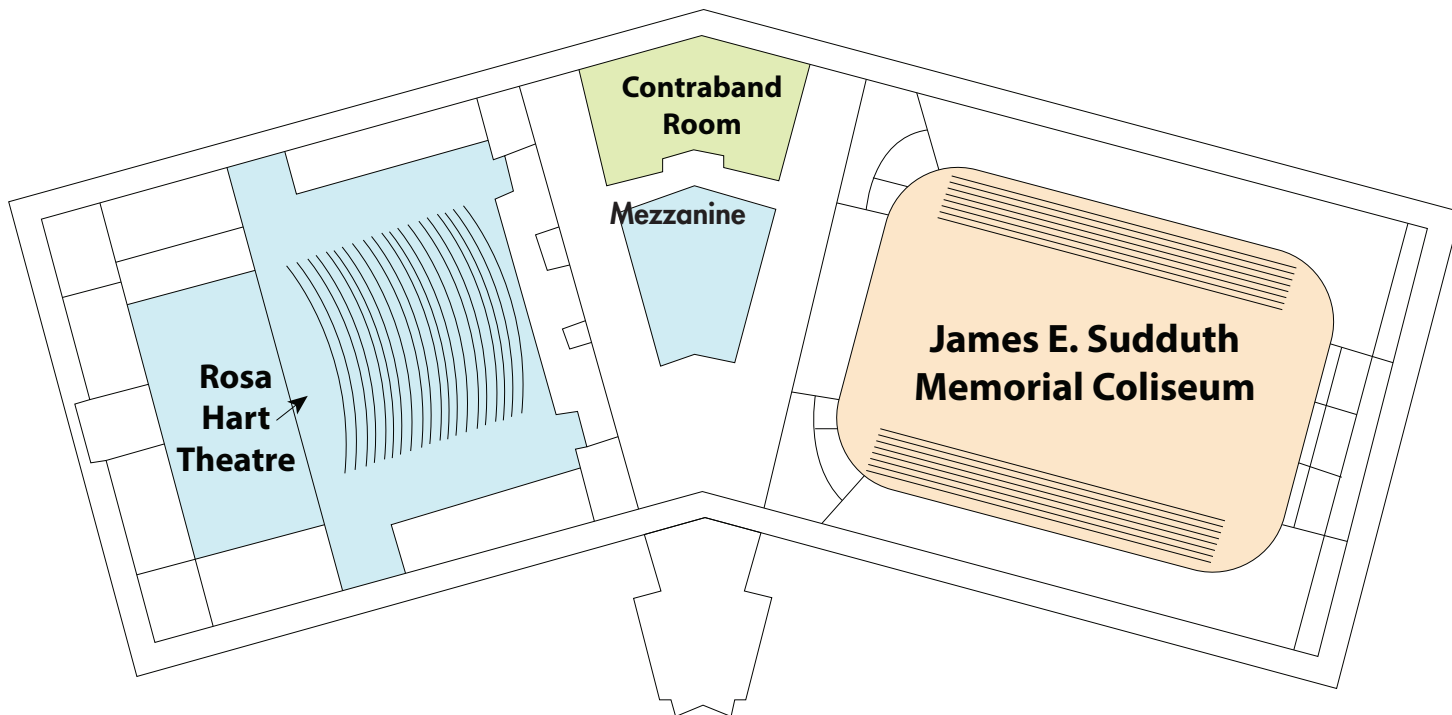 Contraband
Room
Mezzanine
Rosa
Hart
Theatre
James E. Sudduth
Memorial Coliseum